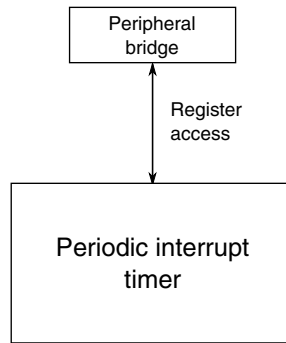 Peripheral
bridge
Register
access
Periodic interrupt
timer